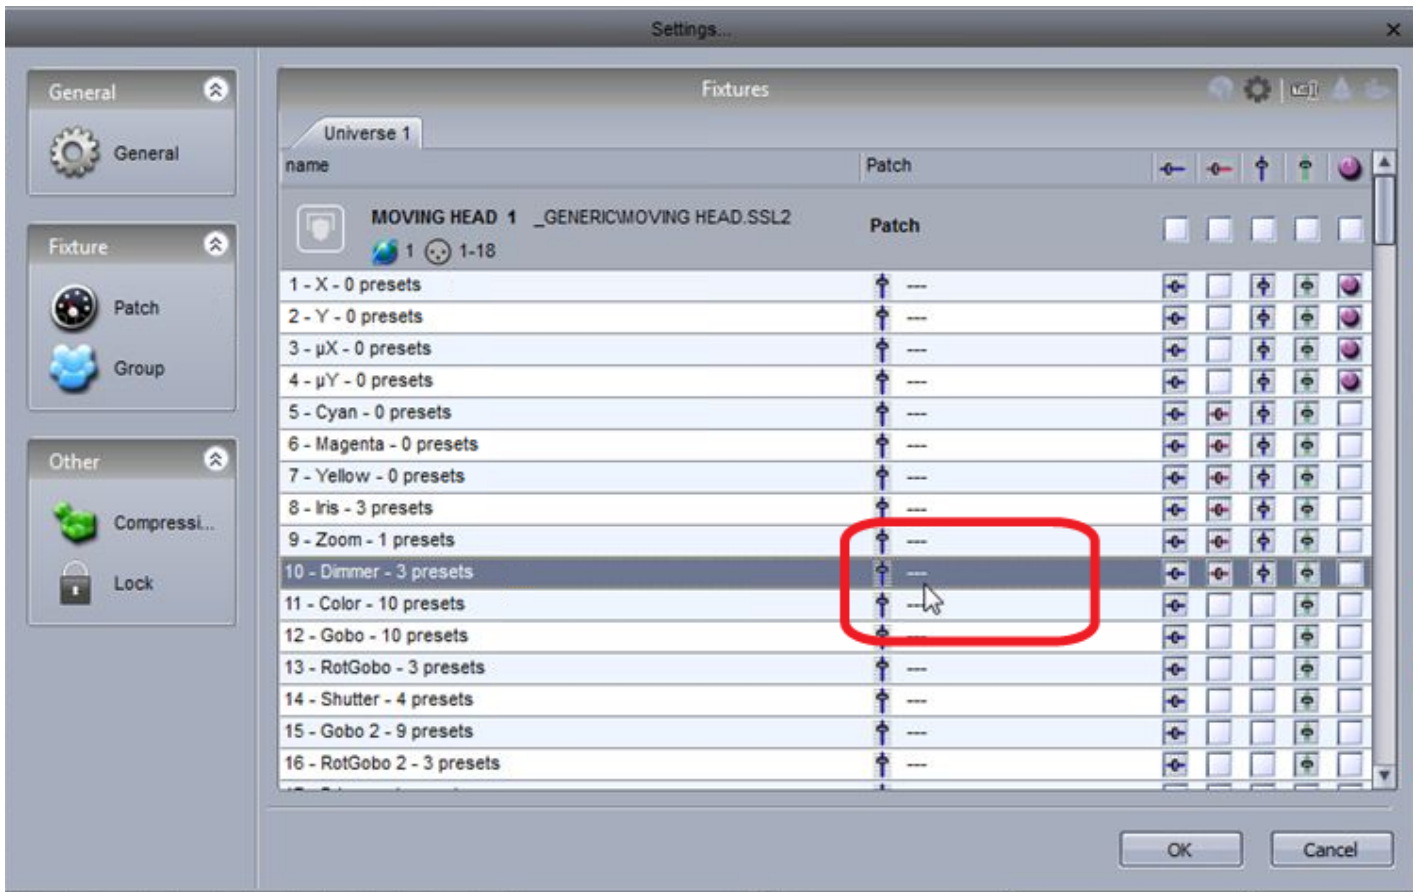 Settings...
General
General
Fixture
Patch
Group
Other
Compressi...
Lock
Fixtures
Universe 1
name Patch
MOVING HEAD 1 _GENERIC\MOVING HEAD.SSL2 Patch
1 1-18
1 - X - 0 presets ---
2 - Y - 0 presets ---
3 - µX - 0 presets ---
4 - µY - 0 presets ---
5 - Cyan - 0 presets ---
6 - Magenta - 0 presets ---
7 - Yellow - 0 presets ---
8 - Iris - 3 presets ---
9 - Zoom - 1 presets ---
10 - Dimmer - 3 presets ---
11 - Color - 10 presets ---
12 - Gobo - 10 presets ---
13 - RotGobo - 3 presets ---
14 - Shutter - 4 presets ---
15 - Gobo 2 - 9 presets ---
16 - RotGobo 2 - 3 presets ---
OK Cancel